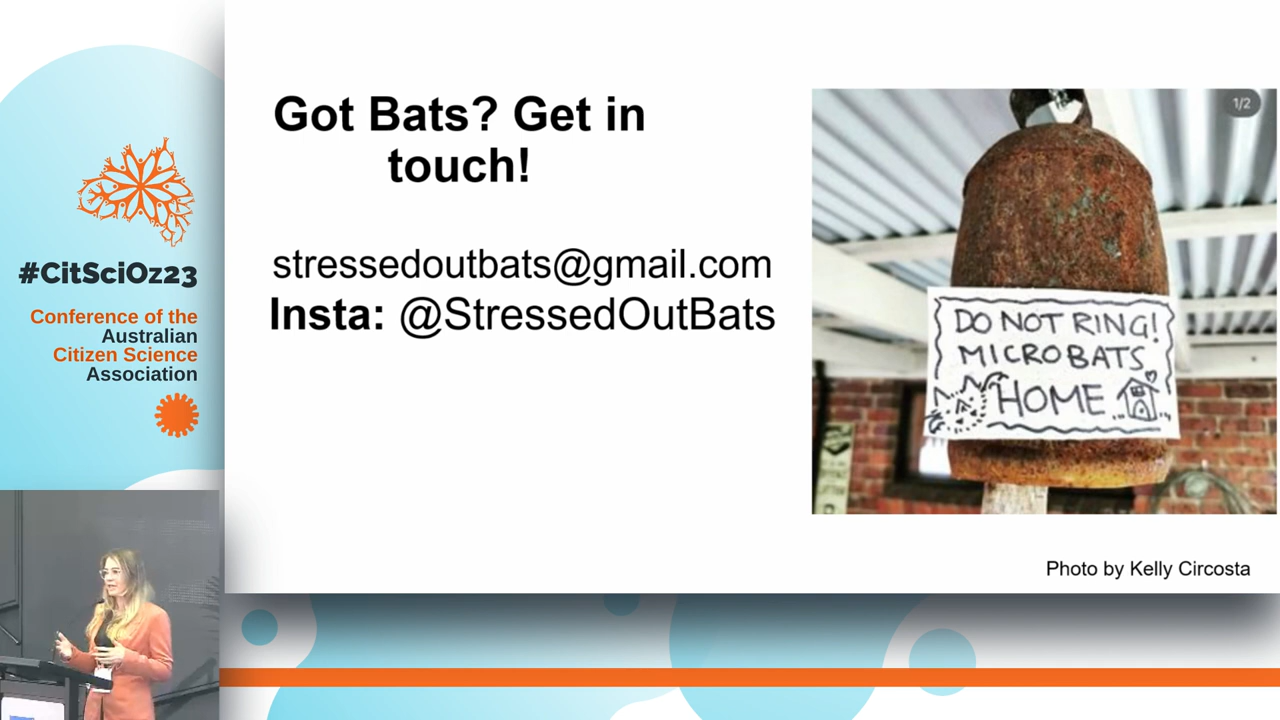 #CitSciOz23
Conference of the
Australian
Citizen Science
Association
Got Bats? Get in
touch!
stressedoutbats@gmail.com
Insta: @StressedOutBats
1/2
DO NOT RING!
MICROBATS
HOME
Photo by Kelly Circosta